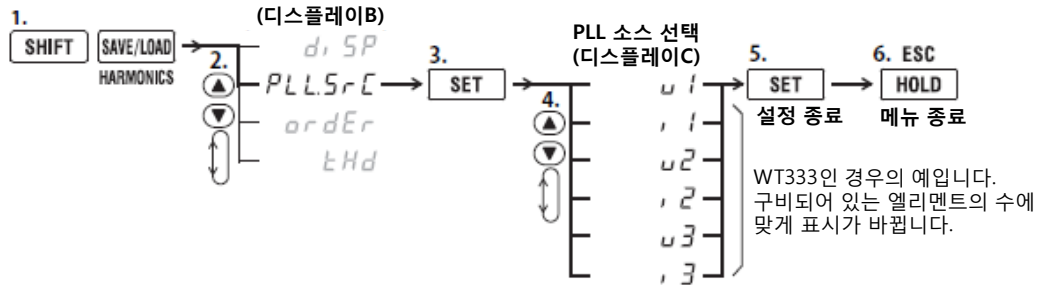 1.
SHIFT
SAVE/LOAD
HARMONICS
2.
(디스플레이B)
di SP
PLL.SrC
ordEr
tHd
3.
SET
4.
PLL 소스 선택
(디스플레이C)
u 1
i 1
u2
i 2
u3
i 3
5.
SET
설정 종료
6. ESC
HOLD
메뉴 종료
WT333인 경우의 예입니다.
구비되어 있는 엘리멘트의 수에
맞게 표시가 바뀝니다.